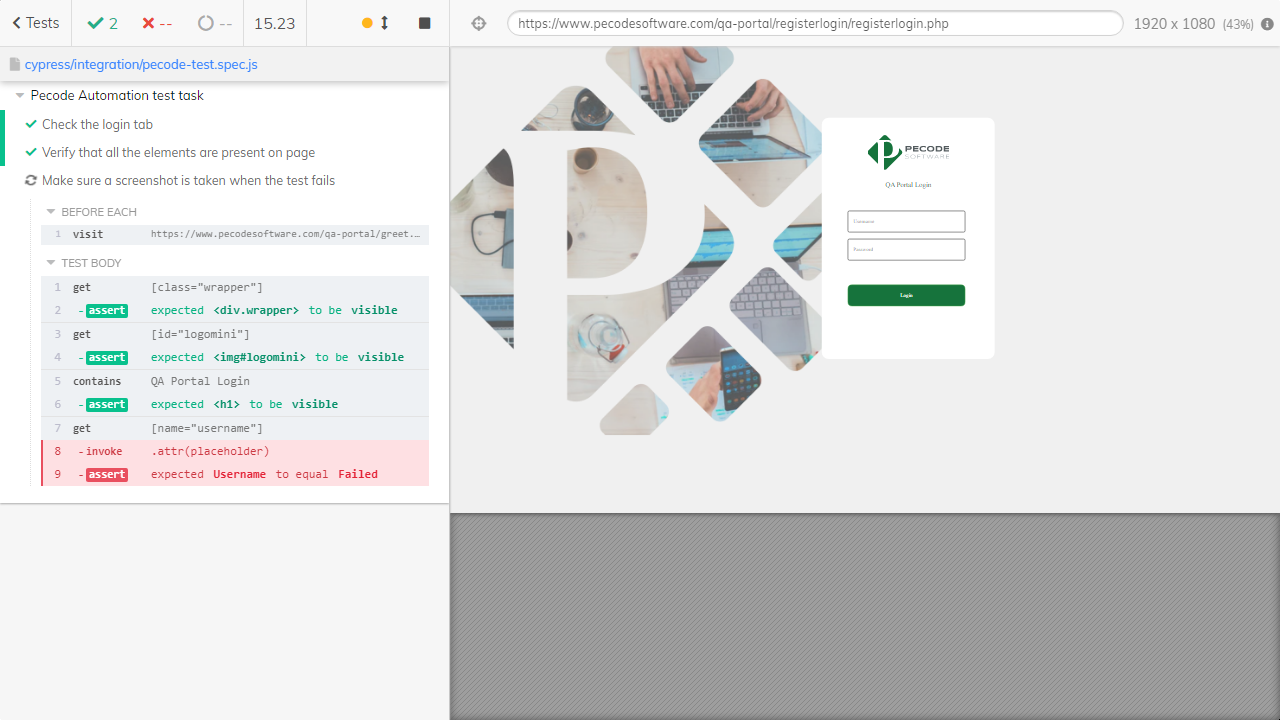 Tests
2
--
--
15.23
https://www.pecodesoftware.com/qa-portal/registerlogin/registerlogin.php
1920 x 1080 (43%)
cypress/integration/pecode-test.spec.js
Pecode Automation test task
Check the login tab
Verify that all the elements are present on page
Make sure a screenshot is taken when the test fails
BEFORE EACH
1 visit https://www.pecodesoftware.com/qa-portal/greet...
TEST BODY
1 get [class="wrapper"]
2 -assert expected <div.wrapper> to be visible
3 get [id="logomini"]
4 -assert expected <img#logomini> to be visible
5 contains QA Portal Login
6 -assert expected <h1> to be visible
7 get [name="username"]
8 -invoke .attr(placeholder)
9 -assert expected Username to equal Failed
PECODE
SOFTWARE
QA Portal Login
Username
Password
Login